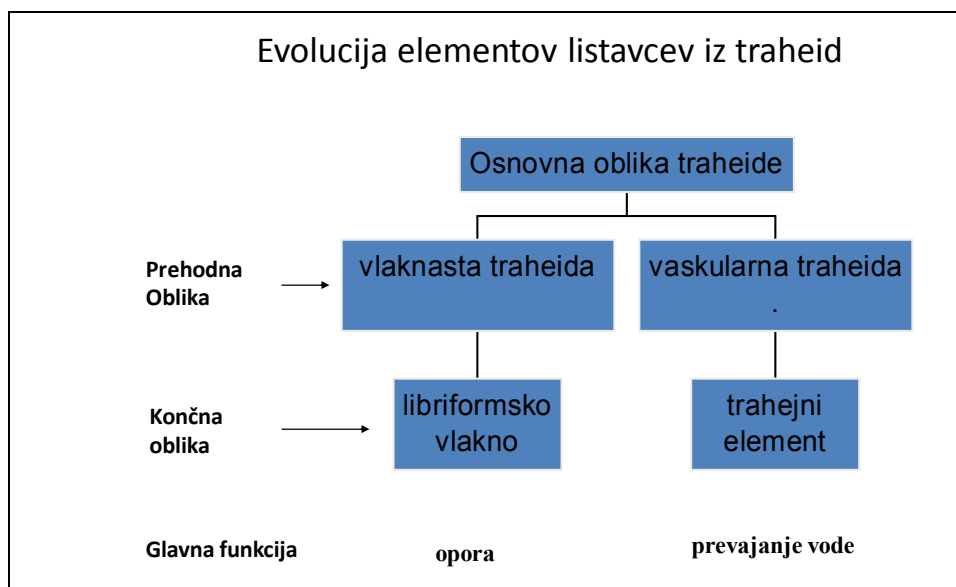 Evolucija elementov listavcev iz traheid
Osnovna oblika traheide
Prehodna
Oblika
vlaknasta traheida
vaskularna traheida
.
Končna
oblika
libriformsko
vlakno
trahejni
element
Glavna funkcija
opora
prevajanje vode